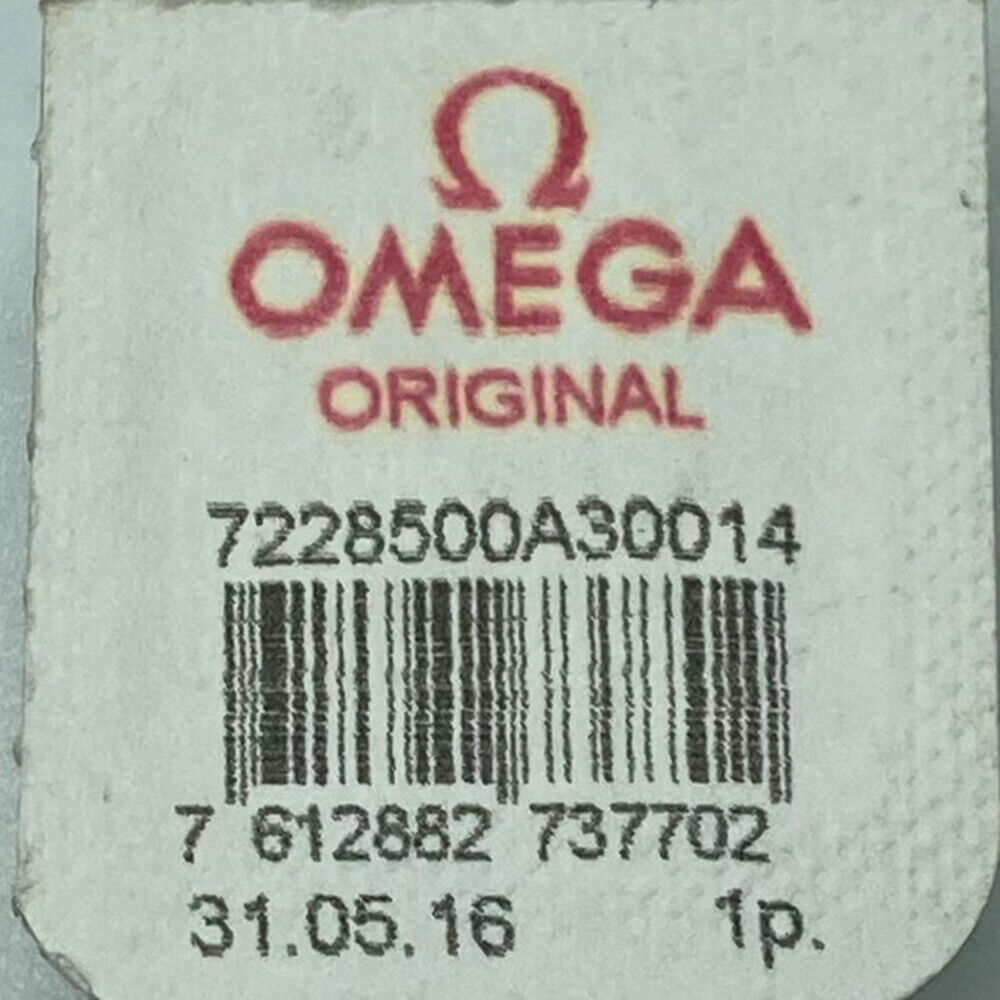 Ω
OMEGA
ORIGINAL
7228500A30014
7 612882 737702
31.05.16 1p.